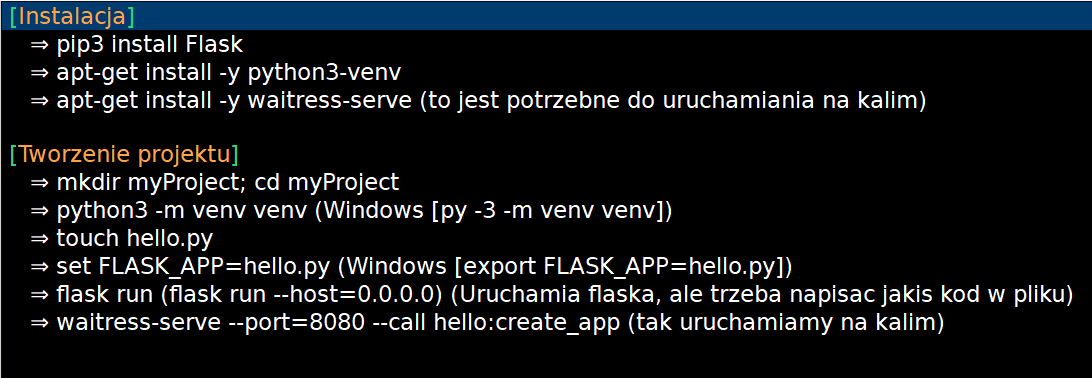 [Instalacja]
⇒ pip3 install Flask
⇒ apt-get install -y python3-venv
⇒ apt-get install -y waitress-serve (to jest potrzebne do uruchamiania na kalim)
[Tworzenie projektu]
⇒ mkdir myProject; cd myProject
⇒ python3 -m venv venv (Windows [py -3 -m venv venv])
⇒ touch hello.py
⇒ set FLASK_APP=hello.py (Windows [export FLASK_APP=hello.py])
⇒ flask run (flask run --host=0.0.0.0) (Uruchamia flaska, ale trzeba napisac jakis kod w pliku)
⇒ waitress-serve --port=8080 --call hello:create_app (tak uruchamiamy na kalim)